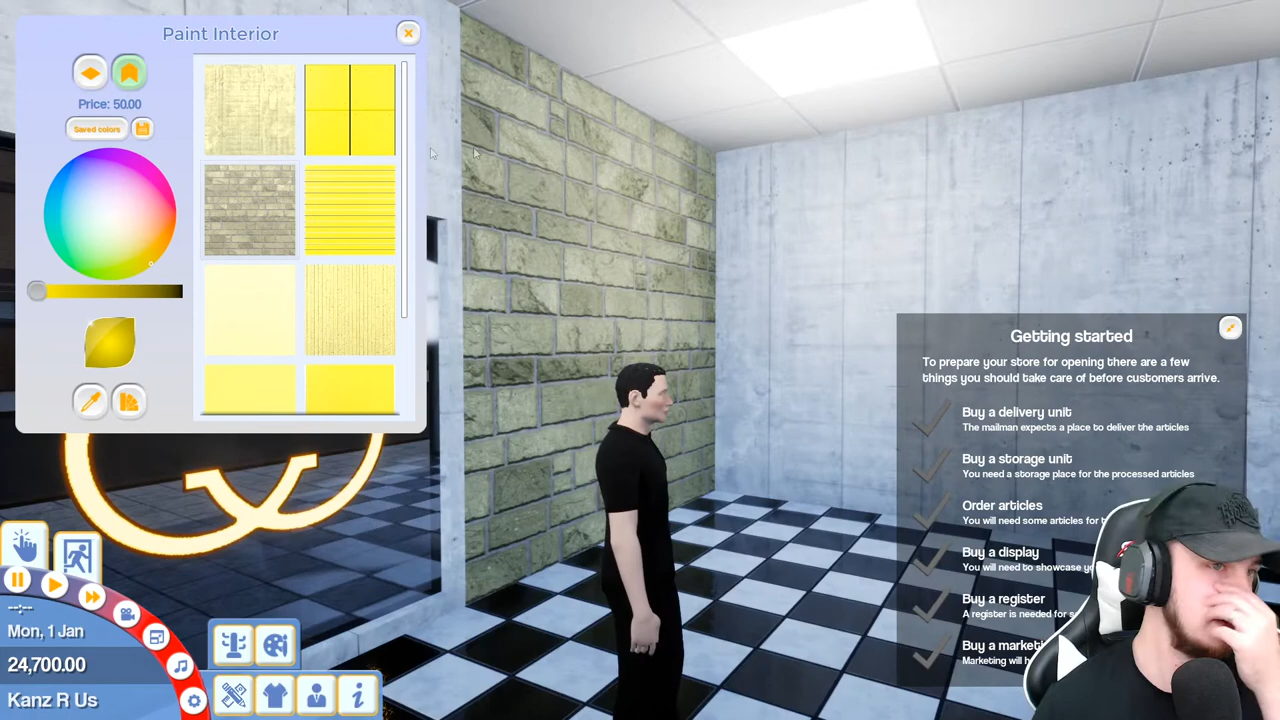 Paint Interior
Price: 50.00
Saved colors
Getting started
To prepare your store for opening there are a few
things you should take care of before customers arrive.
Buy a delivery unit
The mailman expects a place to deliver the articles
Buy a storage unit
You need a storage place for the processed articles
Order articles
You will need some articles for
Buy a display
You will need to showcase
Buy a register
A register is needed for
Buy a
Marketing will
--:--
Mon, 1 Jan
24,700.00
Kanz R Us